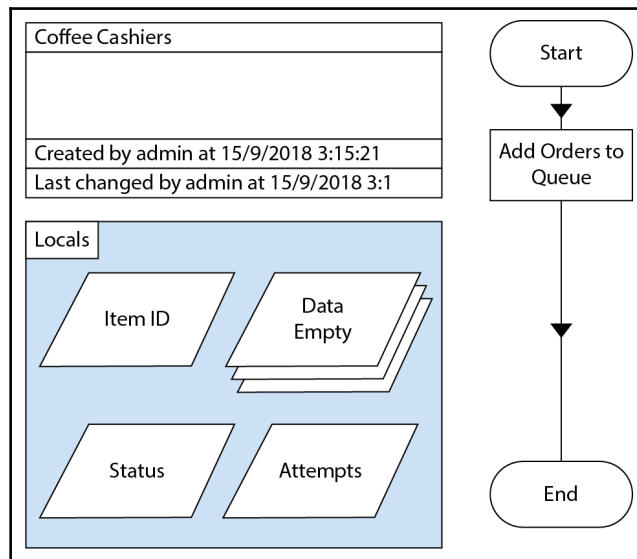 Coffee Cashiers
Created by admin at 15/9/2018 3:15:21
Last changed by admin at 15/9/2018 3:1
Locals
Item ID
Data
Empty
Status
Attempts
Start
Add Orders to
Queue
End